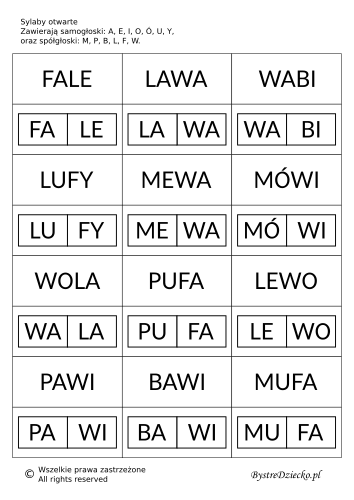 Sylaby otwarte
Zawierają samogłoski: A, E, I, O, Ó, U, Y,
oraz spółgłoski: M, P, B, L, F, W.
FALE LAWA WABI
FA LE LA WA WA BI
LUFY MEWA MÓWI
LU FY ME WA MÓ WI
WOLA PUFA LEWO
WA LA PU FA LE WO
PAWI BAWI MUFA
PA WI BA WI MU FA
© Wszelkie prawa zastrzeżone
All rights reserved
BystreDziecko.pl